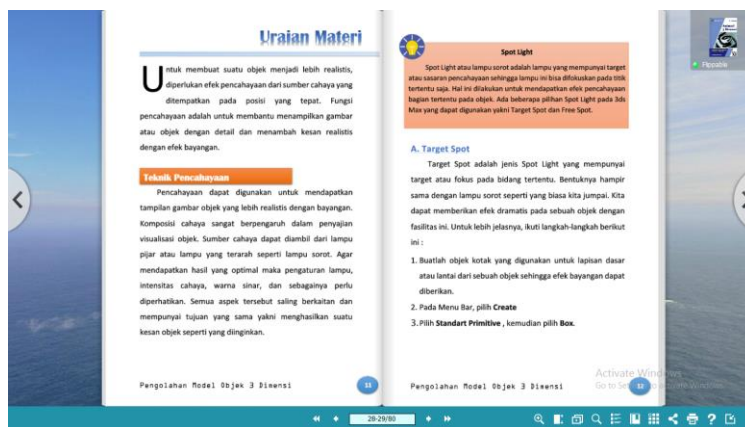 Uraian Materi
Untuk membuat suatu objek menjadi lebih realistis,
diperlukan efek pencahayaan dari sumber cahaya yang
ditempatkan pada posisi yang tepat. Fungsi
pencahayaan adalah untuk membantu menampilkan gambar
atau objek dengan detail dan menambah kesan realistis
dengan efek bayangan.
Teknik Pencahayaan
Pencahayaan dapat digunakan untuk mendapatkan
tampilan gambar objek yang lebih realistis dengan bayangan.
Komposisi cahaya sangat berpengaruh dalam penyajian
visualisasi objek. Sumber cahaya dapat diambil dari lampu
pijar atau lampu yang terarah seperti lampu sorot. Agar
mendapatkan hasil yang optimal maka pengaturan lampu,
intensitas cahaya, warna sinar, dan sebagainya perlu
diperhatikan. Semua aspek tersebut saling berkaitan dan
mempunyai tujuan yang sama yakni menghasilkan suatu
kesan objek seperti yang diinginkan.
Pengolahan Model Objek 3 Dimensi
Spot Light
Spot Light atau lampu sorot adalah lampu yang mempunyai target
atau sasaran pencahayaan sehingga lampu ini bisa difokuskan pada titik
tertentu saja. Hal ini dilakukan untuk mendapatkan efek pencahayaan
bagian tertentu pada objek. Ada beberapa pilihan Spot Light pada 3ds
Max yang dapat digunakan yakni Target Spot dan Free Spot.
A. Target Spot
Target Spot adalah jenis Spot Light yang mempunyai
target atau fokus pada bidang tertentu. Bentuknya hampir
sama dengan lampu sorot seperti yang biasa kita jumpai. Kita
dapat memberikan efek dramatis pada sebuah objek dengan
fasilitas ini. Untuk lebih jelasnya, ikuti langkah-langkah berikut
ini :
1. Buatlah objek kotak yang digunakan untuk lapisan dasar
atau lantai dari sebuah objek sehingga efek bayangan dapat
diberikan.
2. Pada Menu Bar, pilih Create
3. Pilih Standart Primitive , kemudian pilih Box.
Pengolahan Model Objek 3 Dimensi
12
Activate Windows
Go to Settings to activate Windows.
28-29/80